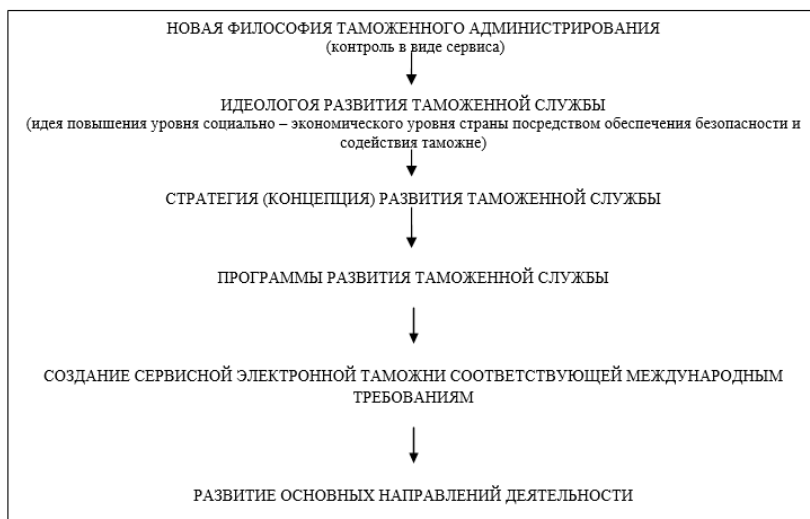 НОВАЯ ФИЛОСОФИЯ ТАМОЖЕННОГО АДМИНИСТРИРОВАНИЯ
(контроль в виде сервиса)
ИДЕОЛОГОЯ РАЗВИТИЯ ТАМОЖЕННОЙ СЛУЖБЫ
(идея повышения уровня социально – экономического уровня страны посредством обеспечения безопасности и
содействия таможне)
СТРАТЕГИЯ (КОНЦЕПЦИЯ) РАЗВИТИЯ ТАМОЖЕННОЙ СЛУЖБЫ
ПРОГРАММЫ РАЗВИТИЯ ТАМОЖЕННОЙ СЛУЖБЫ
СОЗДАНИЕ СЕРВИСНОЙ ЭЛЕКТРОННОЙ ТАМОЖНИ СООТВЕТСТВУЮЩЕЙ МЕЖДУНАРОДНЫМ
ТРЕБОВАНИЯМ
РАЗВИТИЕ ОСНОВНЫХ НАПРАВЛЕНИЙ ДЕЯТЕЛЬНОСТИ